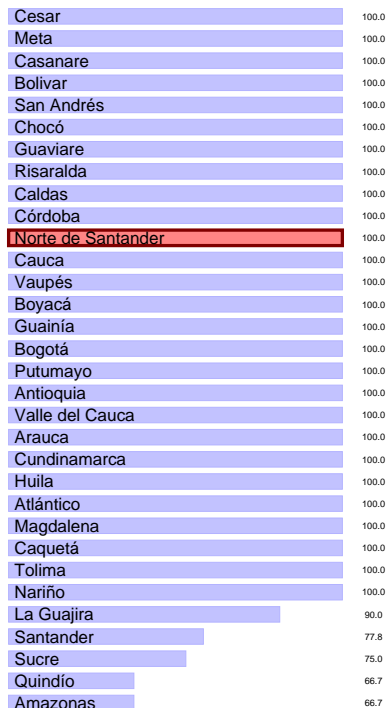 Cesar 100.0
Meta 100.0
Casanare 100.0
Bolivar 100.0
San Andrés 100.0
Chocó 100.0
Guaviare 100.0
Risaralda 100.0
Caldas 100.0
Córdoba 100.0
Norte de Santander 100.0
Cauca 100.0
Vaupés 100.0
Boyacá 100.0
Guainía 100.0
Bogotá 100.0
Putumayo 100.0
Antioquia 100.0
Valle del Cauca 100.0
Arauca 100.0
Cundinamarca 100.0
Huila 100.0
Atlántico 100.0
Magdalena 100.0
Caquetá 100.0
Tolima 100.0
Nariño 100.0
La Guajira 90.0
Santander 77.8
Sucre 75.0
Quindío 66.7
Amazonas 66.7